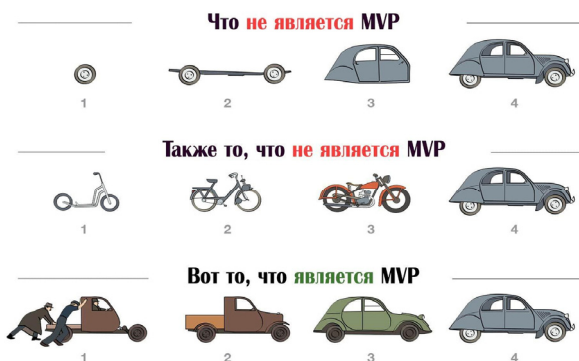 Что не является MVP
1 2 3 4
Также то, что не является MVP
1 2 3 4
Вот то, что является MVP
1 2 3 4